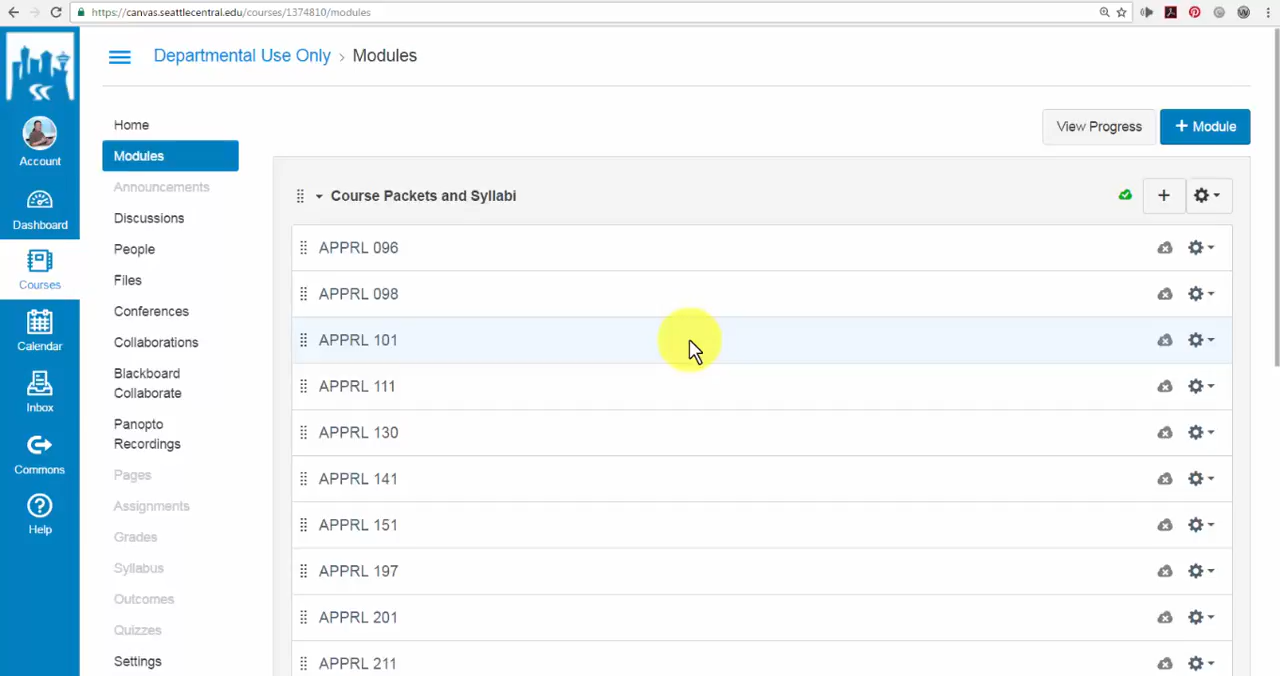 https://canvas.seattlecentral.edu/courses/1374810/modules
Departmental Use Only > Modules
Account
Dashboard
Courses
Calendar
Inbox
Commons
Help
Home
Modules
Announcements
Discussions
People
Files
Conferences
Collaborations
Blackboard
Collaborate
Panopto
Recordings
Pages
Assignments
Grades
Syllabus
Outcomes
Quizzes
Settings
View Progress
+ Module
Course Packets and Syllabi
APPRL 096
APPRL 098
APPRL 101
APPRL 111
APPRL 130
APPRL 141
APPRL 151
APPRL 197
APPRL 201
APPRL 211